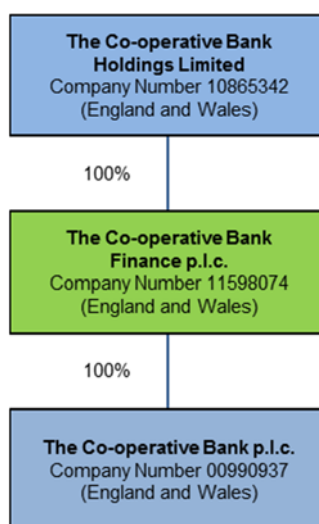 The Co-operative Bank
Holdings Limited
Company Number 10865342
(England and Wales)
100%
The Co-operative Bank
Finance p.l.c.
Company Number 11598074
(England and Wales)
100%
The Co-operative Bank p.l.c.
Company Number 00990937
(England and Wales)